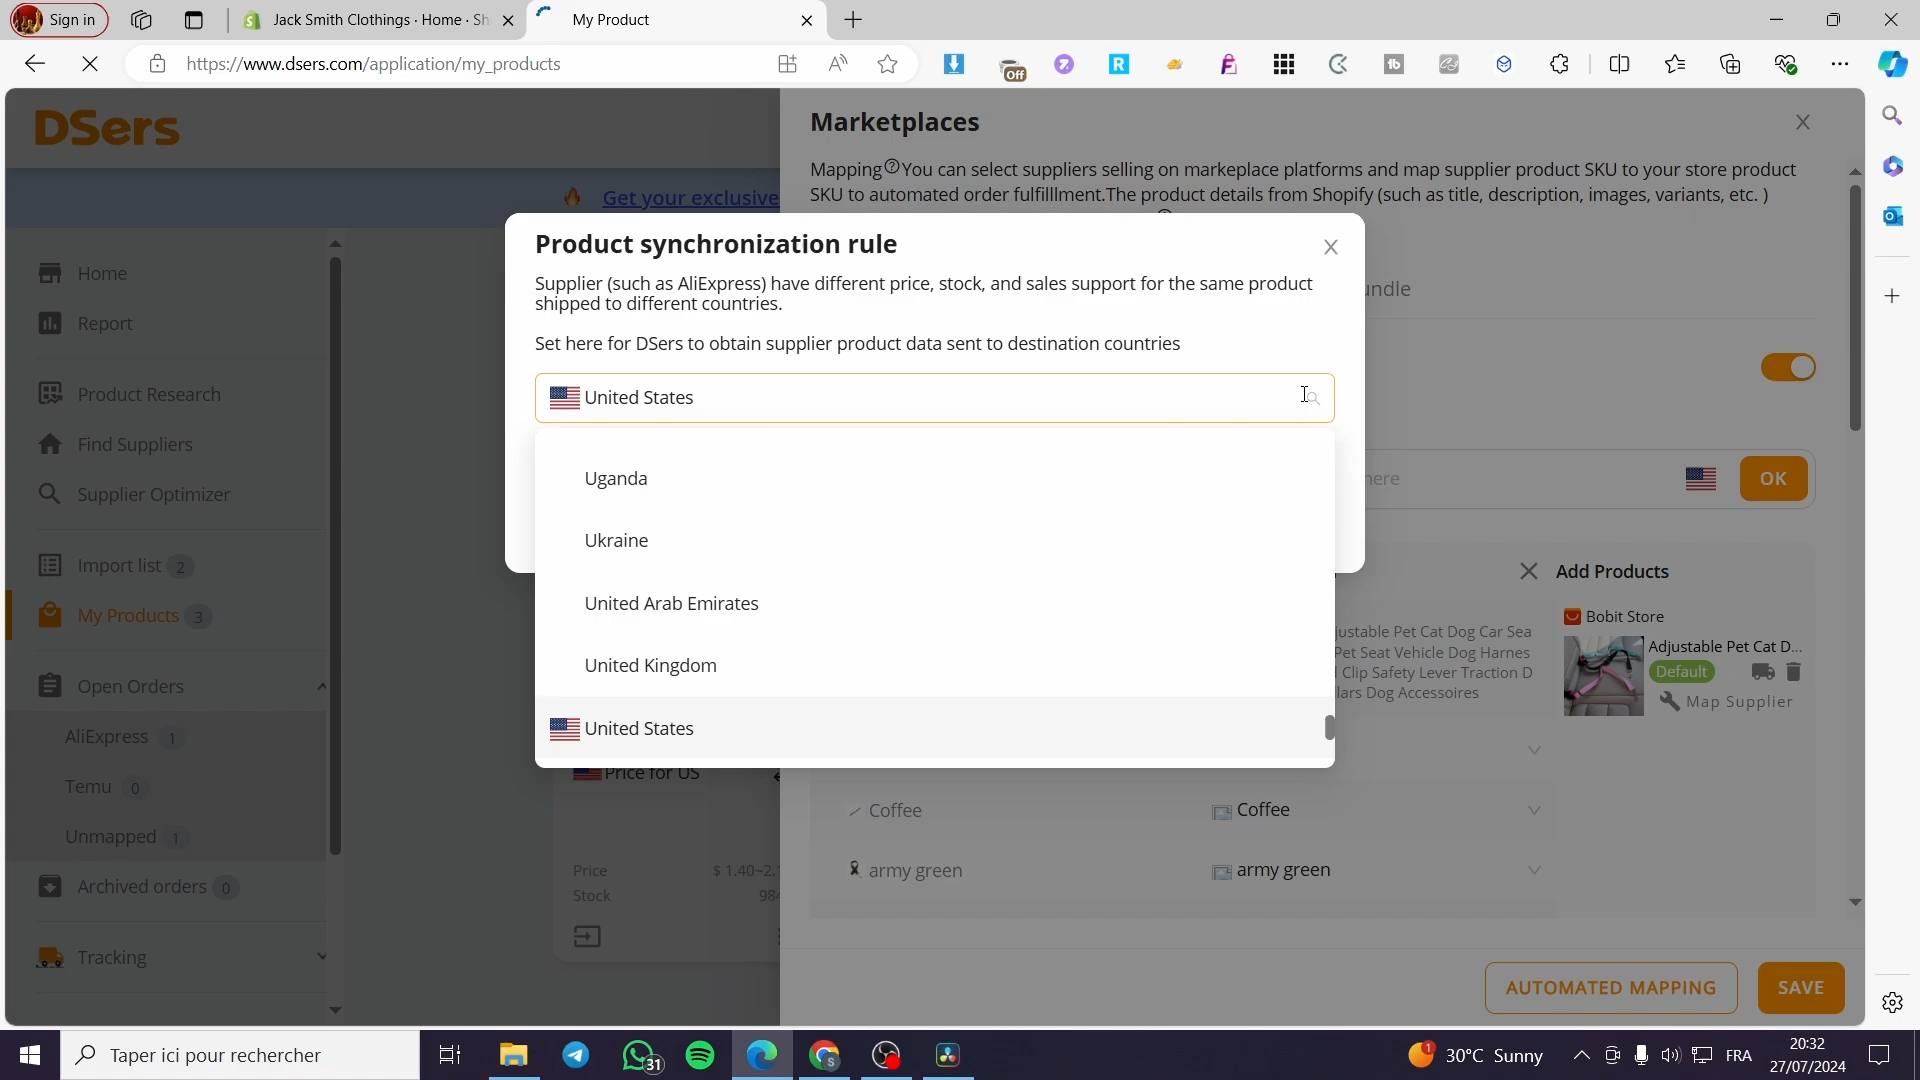 Sign in
Jack Smith Clothings · Home · Sh
My Product
https://www.dsers.com/application/my_products
Off
DSers
Get your exclusive
Home
Report
Product Research
Find Suppliers
Supplier Optimizer
Import list 2
My Products 3
Open Orders
AliExpress 1
Temu 0
Unmapped 1
Archived orders 0
Tracking
Marketplaces
Mapping You can select suppliers selling on markeplace platforms and map supplier product SKU to your store product
SKU to automated order fulfilllment.The product details from Shopify (such as title, description, images, variants, etc. )
Product synchronization rule
Supplier (such as AliExpress) have different price, stock, and sales support for the same product
shipped to different countries.
Set here for DSers to obtain supplier product data sent to destination countries
United States
Uganda
Ukraine
United Arab Emirates
United Kingdom
United States
undle
here
OK
Add Products
Bobit Store
Adjustable Pet Cat D...
Default
Map Supplier
justable Pet Cat Dog Car Sea
Pet Seat Vehicle Dog Harnes
l Clip Safety Lever Traction D
lars Dog Accessoires
Price for US
Price $ 1.40~2.
Stock 984
Coffee Coffee
army green army green
AUTOMATED MAPPING
SAVE
Taper ici pour rechercher
31
30°C Sunny
FRA
20:32
27/07/2024